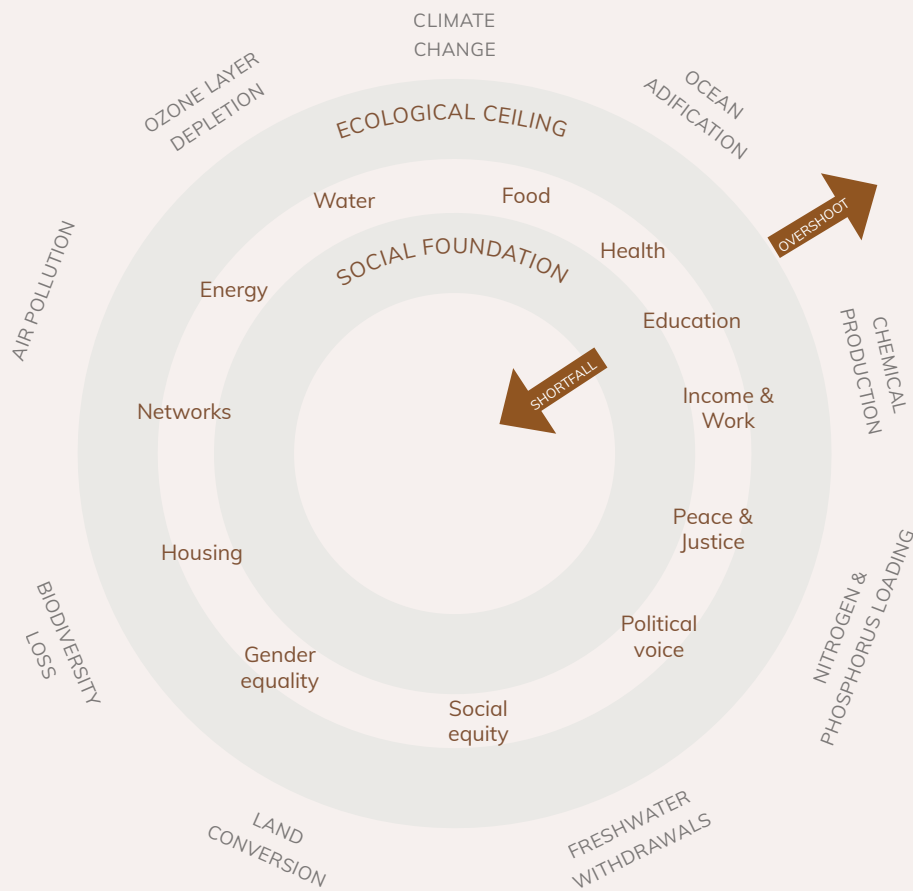 CLIMATE
CHANGE
OCEAN
ADIFICATION
OZONE LAYER
DEPLETION
ECOLOGICAL CEILING
Water
Food
OVERSHOOT
SOCIAL FOUNDATION
Health
AIR POLLUTION
Energy
Education
CHEMICAL
PRODUCTION
SHORTFALL
Networks
Income &
Work
Peace &
Justice
Housing
NITROGEN &
PHOSPHORUS LOADING
BIODIVERSITY
LOSS
Political
voice
Gender
equality
Social
equity
LAND
CONVERSION
FRESHWATER
WITHDRAWALS